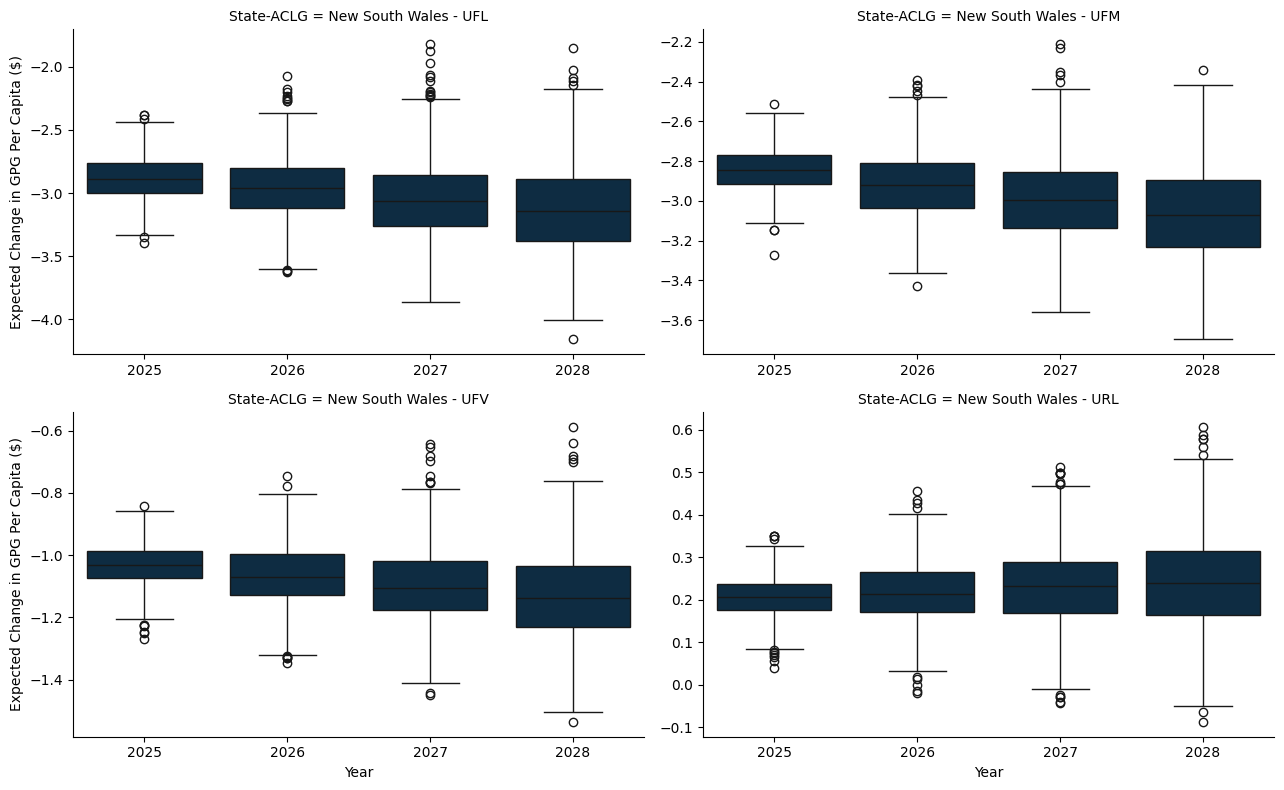 State-ACLG = New South Wales - UFL
Expected Change in GPG Per Capita ($)
−2.0
−2.5
−3.0
−3.5
−4.0
2025 2026 2027 2028
State-ACLG = New South Wales - UFM
−2.2
−2.4
−2.6
−2.8
−3.0
−3.2
−3.4
−3.6
2025 2026 2027 2028
State-ACLG = New South Wales - UFV
Expected Change in GPG Per Capita ($)
−0.6
−0.8
−1.0
−1.2
−1.4
2025 2026 2027 2028
Year
State-ACLG = New South Wales - URL
0.6
0.5
0.4
0.3
0.2
0.1
0.0
−0.1
2025 2026 2027 2028
Year